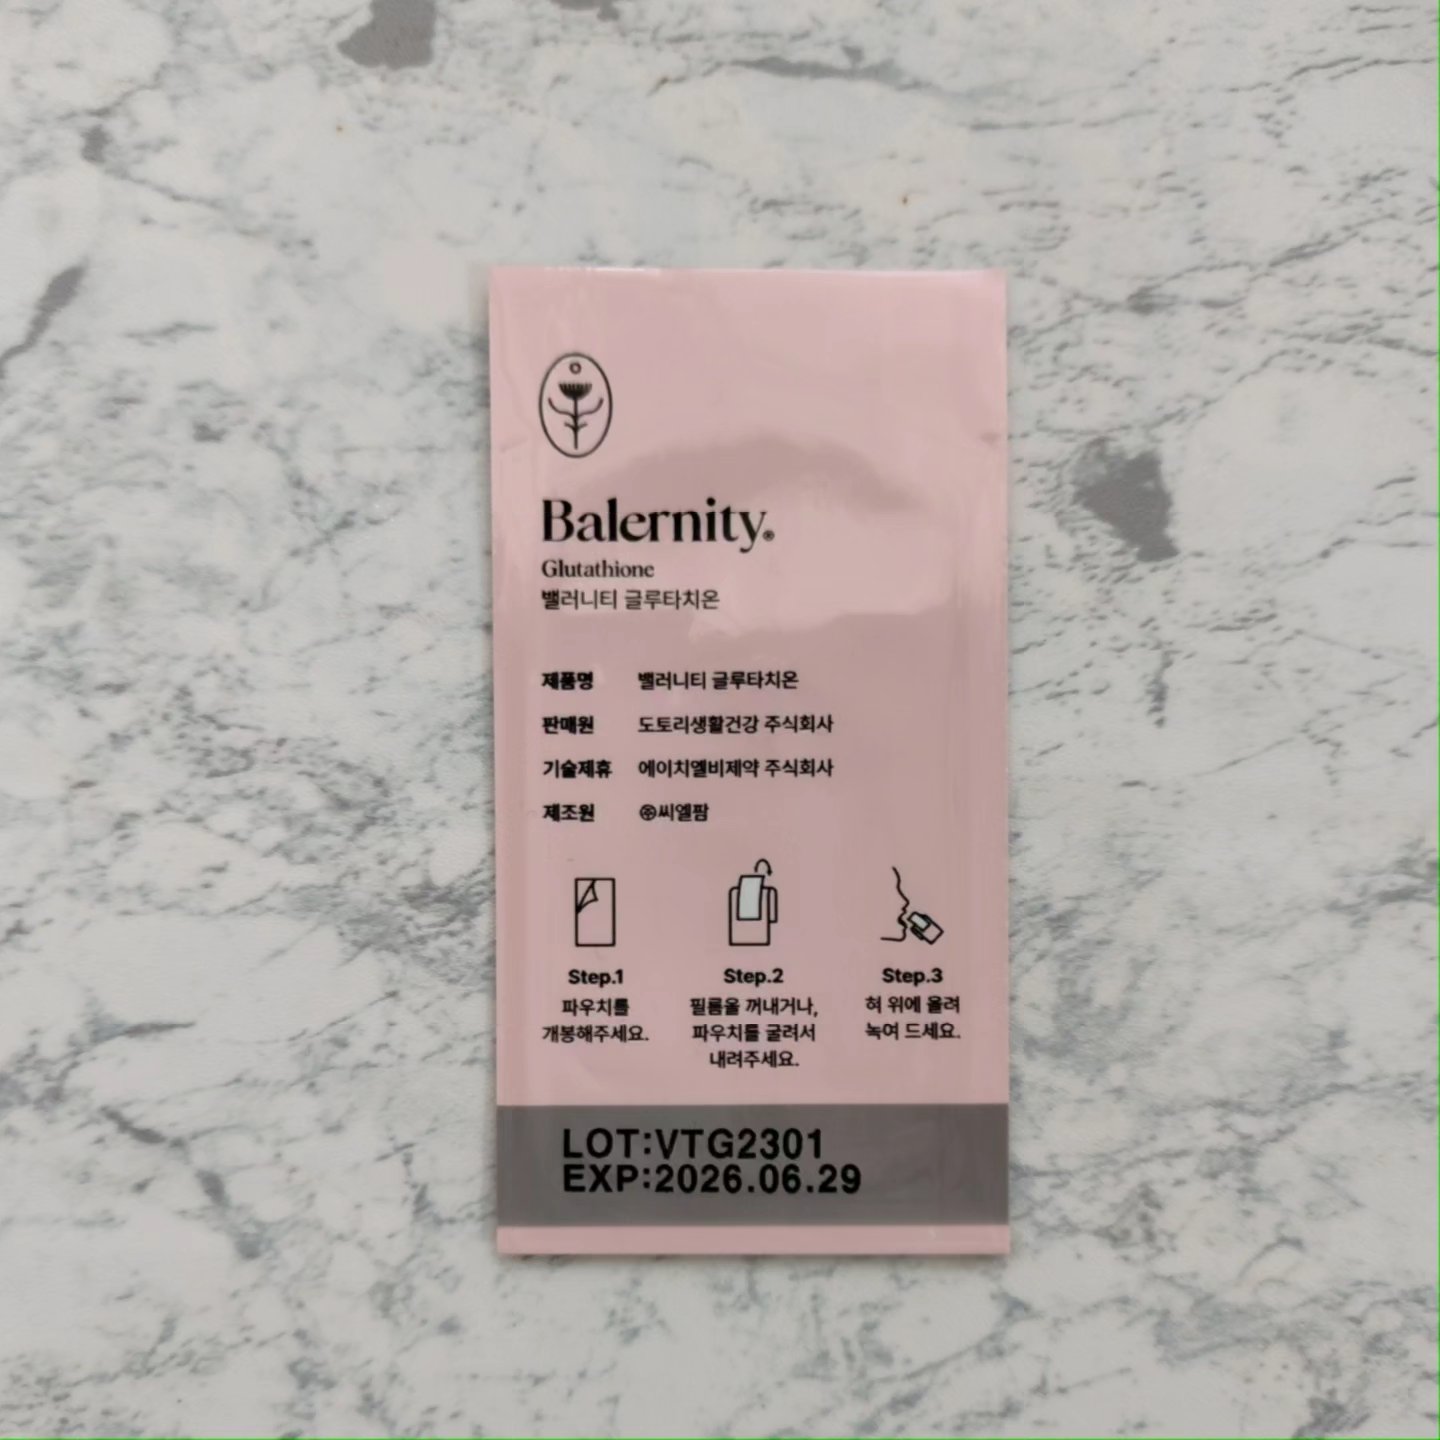 Balernity®
Glutathione
밸러니티 글루타치온
제품명 밸러니티 글루타치온
판매원 도토리생활건강 주식회사
기술제휴 에이치엘비제약 주식회사
제조원 ㈜씨엘팜
Step.1
파우치를
개봉해주세요.
Step.2
필름을 꺼내거나,
파우치를 굴려서
내려주세요.
Step.3
혀 위에 올려
녹여 드세요.
LOT:VTG2301
EXP:2026.06.29